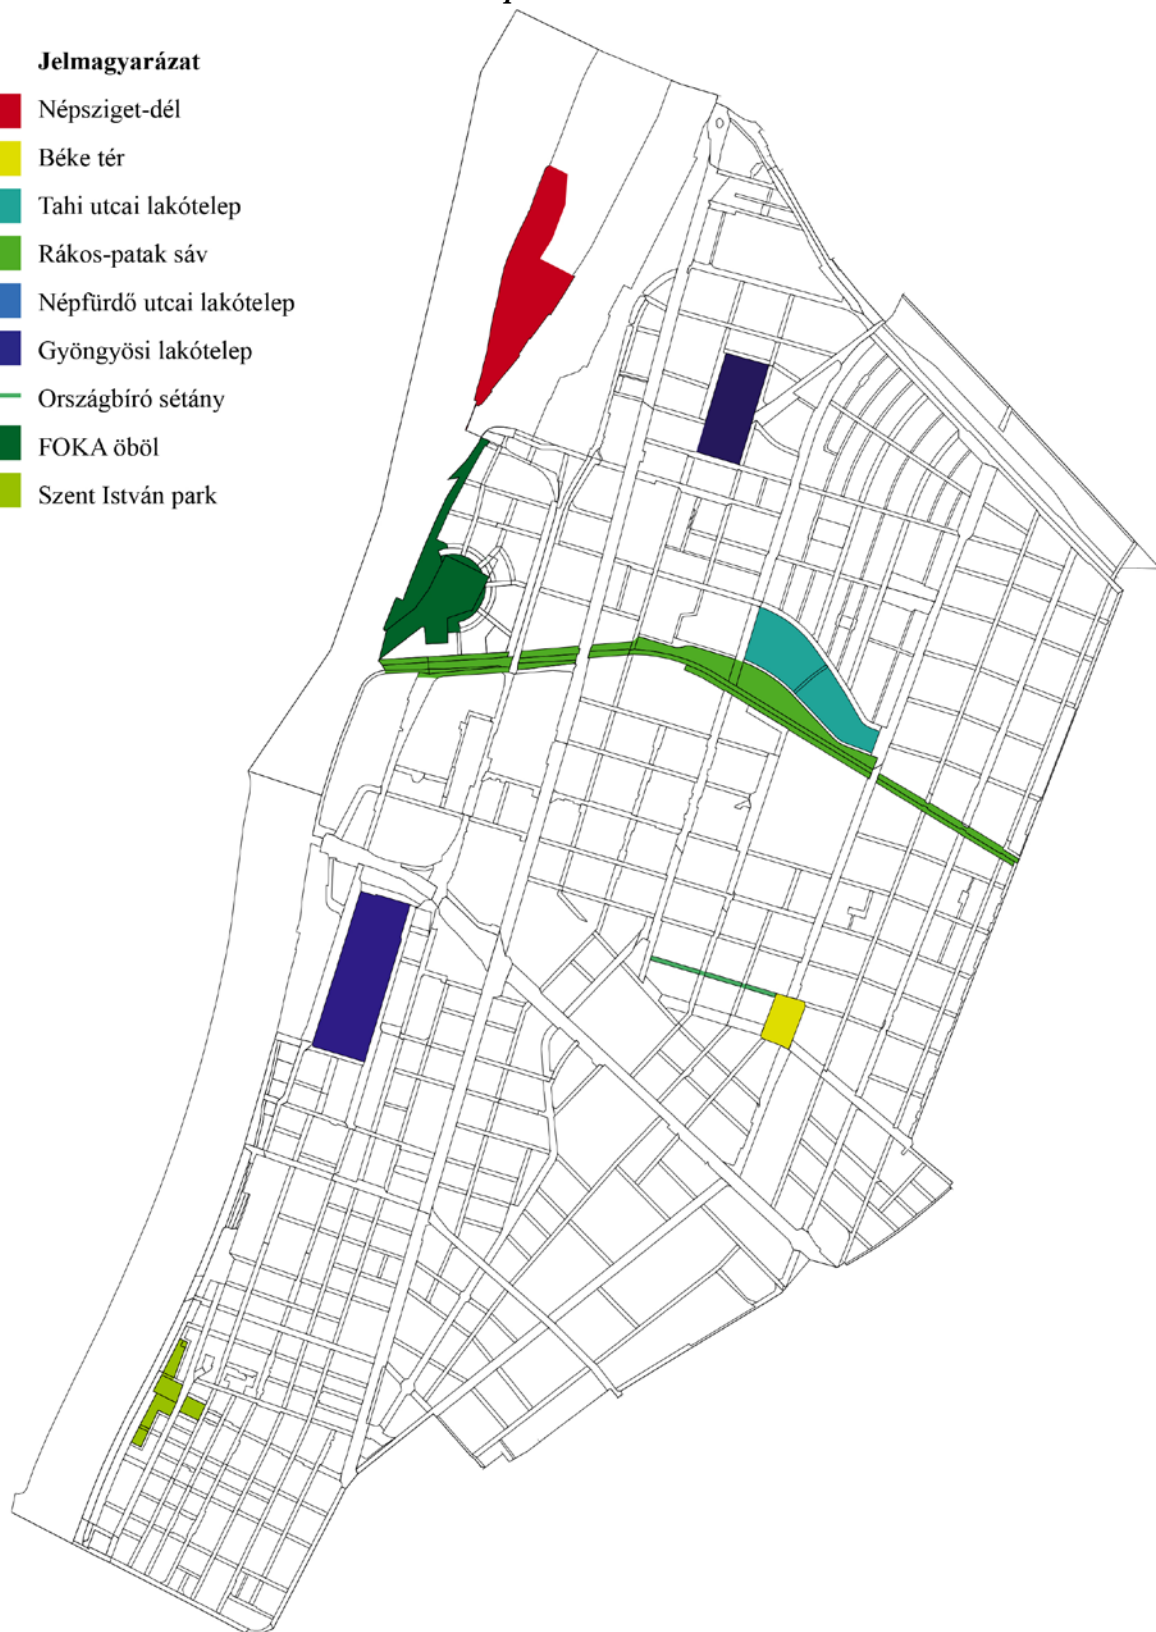 Jelmagyarázat
Népsziget-dél
Béke tér
Tahi utcai lakótelep
Rákos-patak sáv
Népfürdő utcai lakótelep
Gyöngyösi lakótelep
Országbíró sétány
FOKA öböl
Szent István park